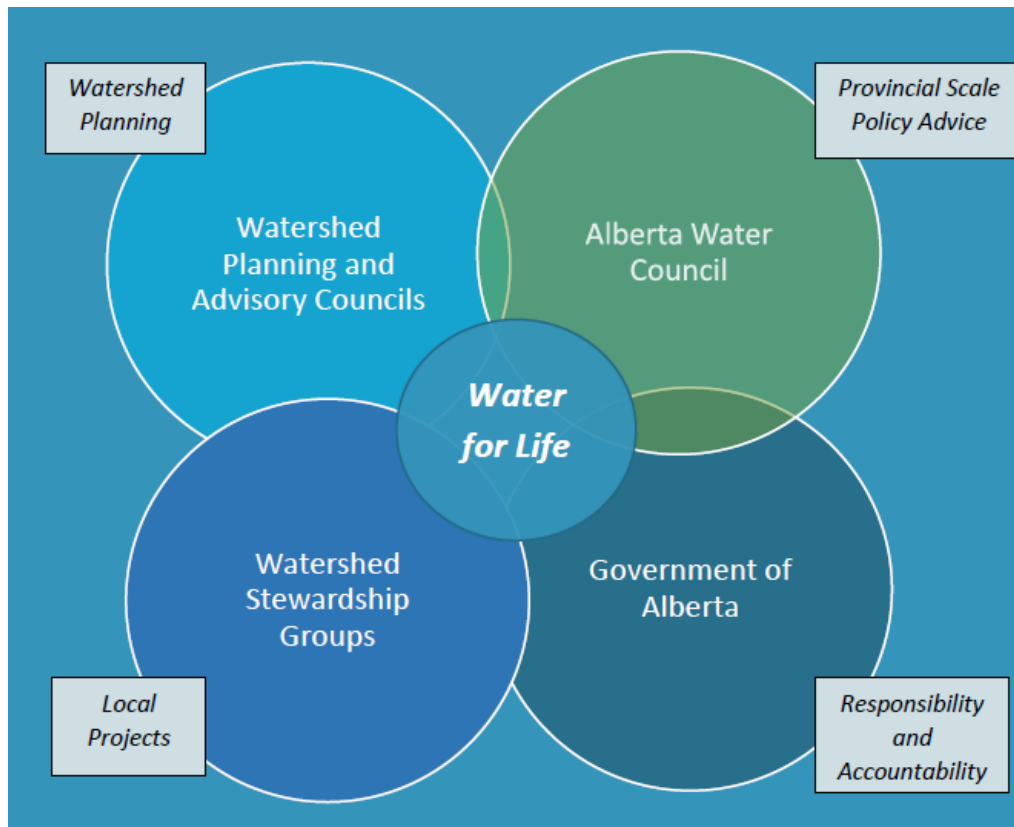 Watershed
Planning
Provincial Scale
Policy Advice
Watershed
Planning and
Advisory Councils
Alberta Water
Council
Water
for Life
Watershed
Stewardship
Groups
Government of
Alberta
Local
Projects
Responsibility
and
Accountability